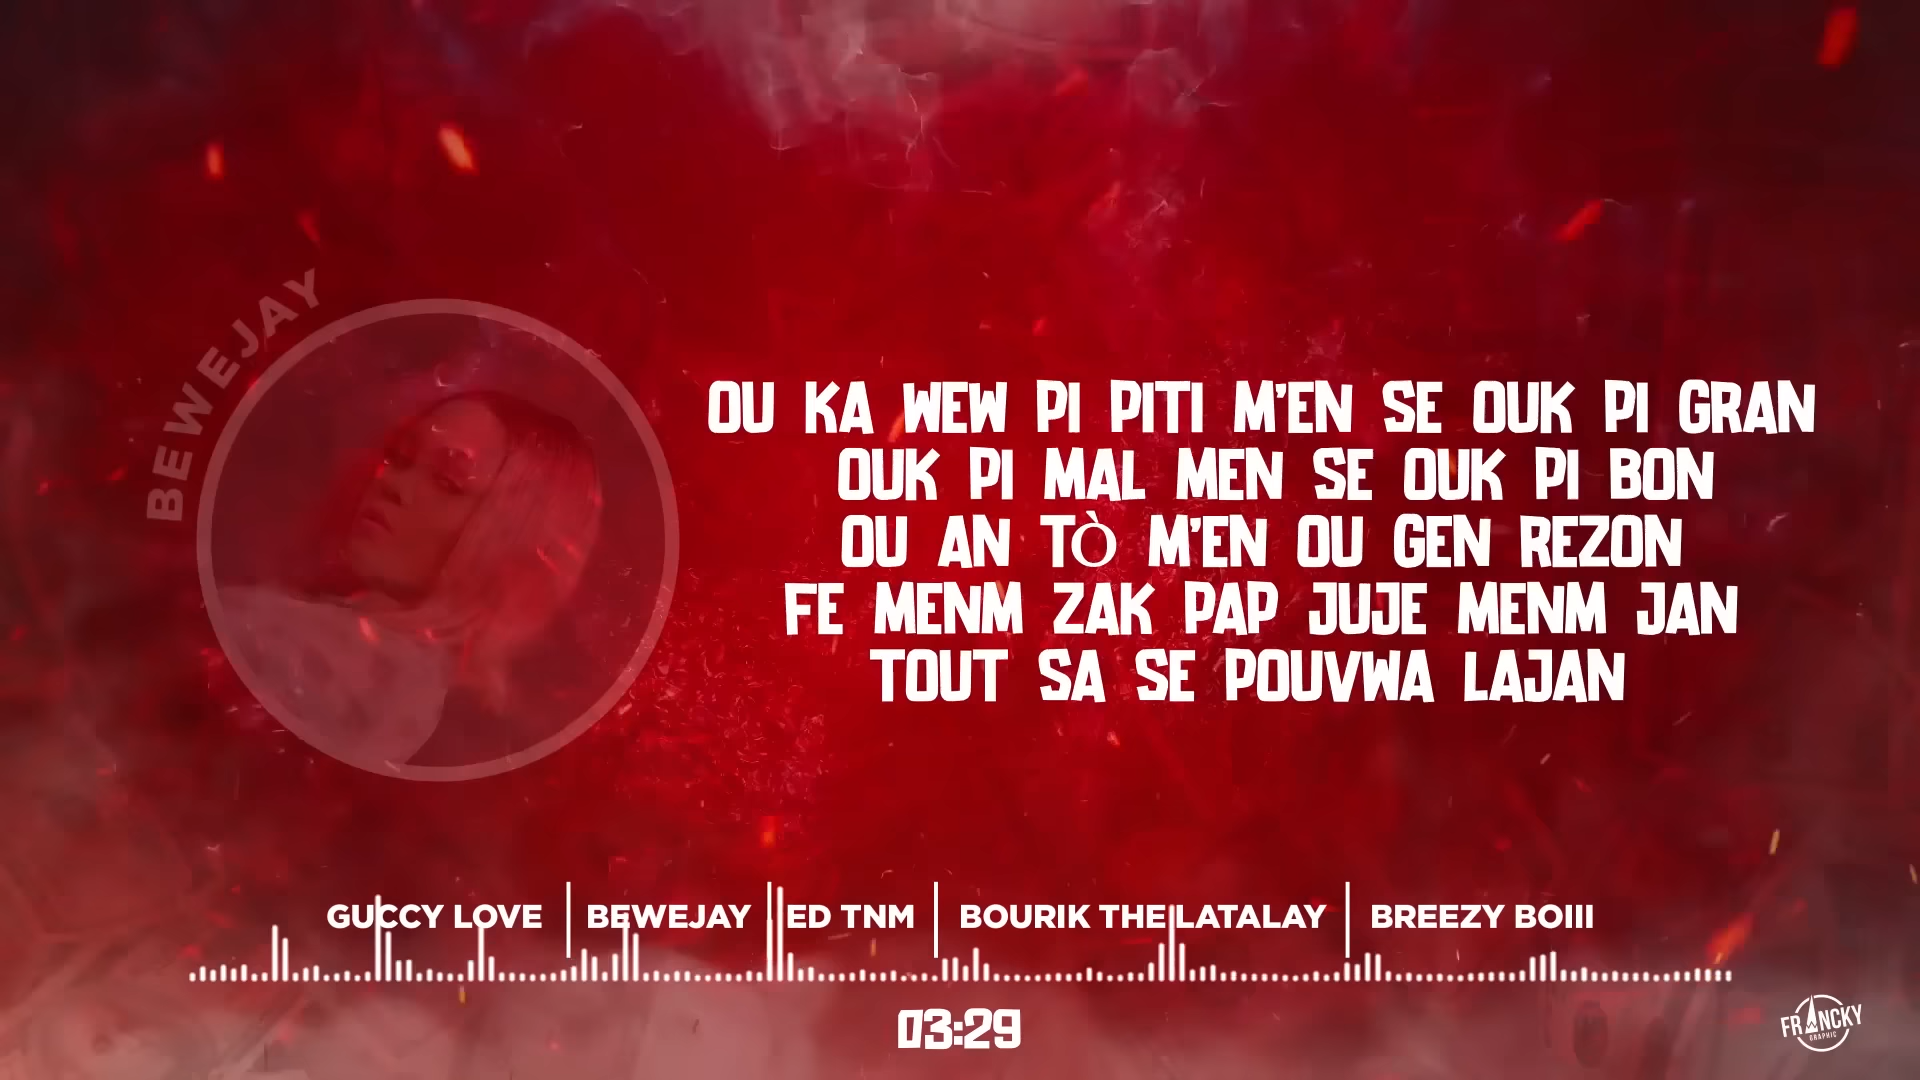 BEWEJAY
OU KA WEW PI PITI M'EN SE OUK PI GRAN
OUK PI MAL MEN SE OUK PI BON
OU AN TÒ M'EN OU GEN REZON
FE MENM ZAK PAP JUJE MENM JAN
TOUT SA SE POUVWA LAJAN
GUCCY LOVE | BEWEJAY | ED TNM | BOURIK THE LATALAY | BREEZY BOIII
03:29
FRANCKY
GRAPHIC